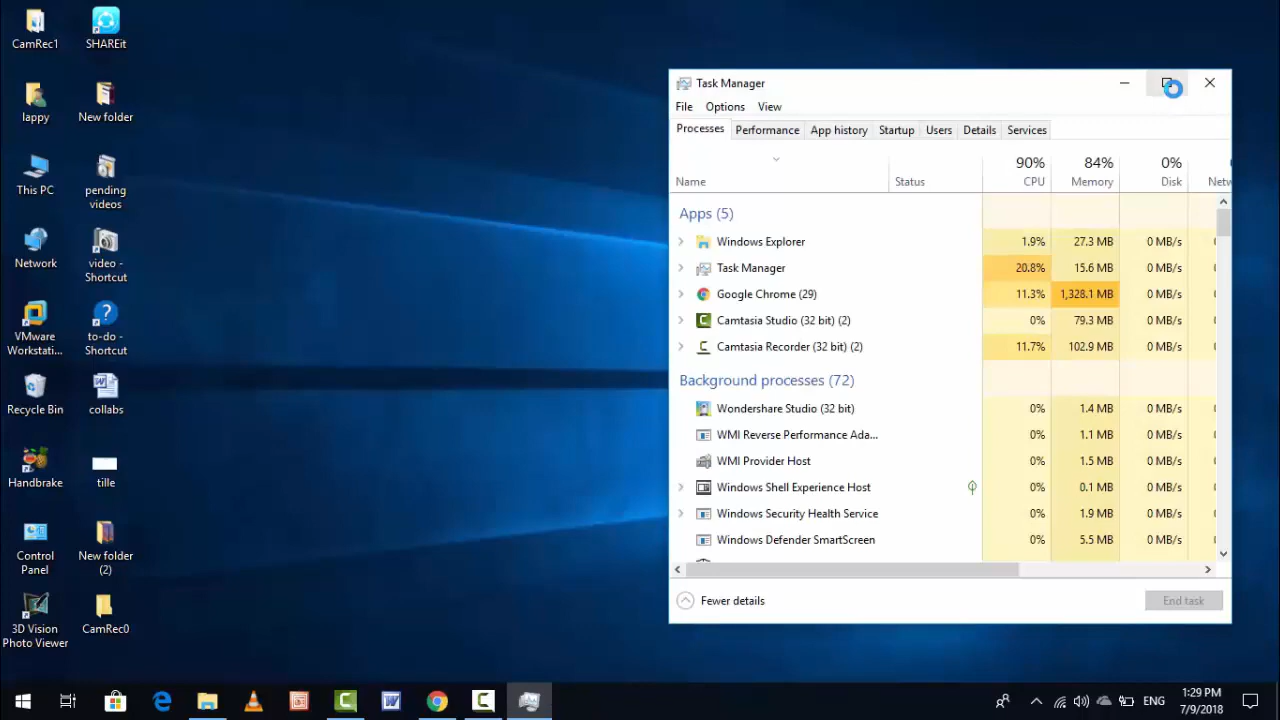 CamRec1
SHAREit
lappy
New folder
This PC
pending
videos
Network
video -
Shortcut
VMware
Workstati...
to-do -
Shortcut
Recycle Bin
collabs
Handbrake
tille
Control
Panel
New folder
(2)
3D Vision
Photo Viewer
CamRec0
Task Manager
File Options View
Processes Performance App history Startup Users Details Services
90% 84% 0%
Name Status CPU Memory Disk Netw
Apps (5)
Windows Explorer 1.9% 27.3 MB 0 MB/s
Task Manager 20.8% 15.6 MB 0 MB/s
Google Chrome (29) 11.3% 1,328.1 MB 0 MB/s
Camtasia Studio (32 bit) (2) 0% 79.3 MB 0 MB/s
Camtasia Recorder (32 bit) (2) 11.7% 102.9 MB 0 MB/s
Background processes (72)
Wondershare Studio (32 bit) 0% 1.4 MB 0 MB/s
WMI Reverse Performance Ada... 0% 1.1 MB 0 MB/s
WMI Provider Host 0% 1.5 MB 0 MB/s
Windows Shell Experience Host 0% 0.1 MB 0 MB/s
Windows Security Health Service 0% 1.9 MB 0 MB/s
Windows Defender SmartScreen 0% 5.5 MB 0 MB/s
Fewer details
End task
ENG
1:29 PM
7/9/2018